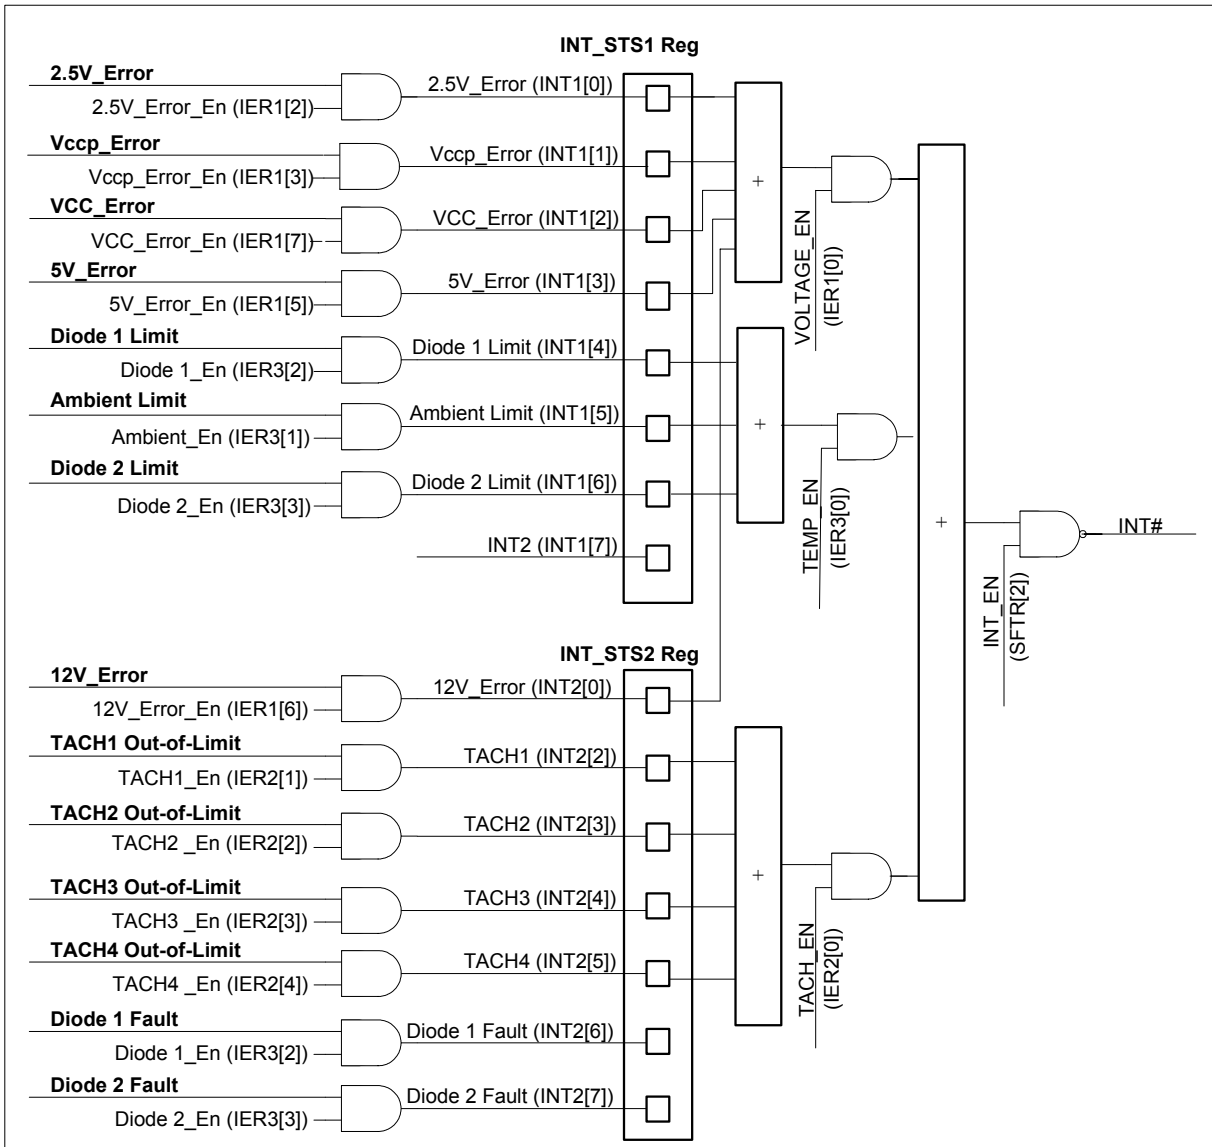 INT_STS1 Reg
2.5V_Error
2.5V_Error_En (IER1[2])
2.5V_Error (INT1[0])
Vccp_Error
Vccp_Error_En (IER1[3])
Vccp_Error (INT1[1])
VCC_Error
VCC_Error_En (IER1[7])
VCC_Error (INT1[2])
5V_Error
5V_Error_En (IER1[5])
5V_Error (INT1[3])
Diode 1 Limit
Diode 1_En (IER3[2])
Diode 1 Limit (INT1[4])
Ambient Limit
Ambient_En (IER3[1])
Ambient Limit (INT1[5])
Diode 2 Limit
Diode 2_En (IER3[3])
Diode 2 Limit (INT1[6])
INT2 (INT1[7])
+
VOLTAGE_EN
(IER1[0])
+
TEMP_EN
(IER3[0])
+
INT_EN
(SFTR[2])
INT#
INT_STS2 Reg
12V_Error
12V_Error_En (IER1[6])
12V_Error (INT2[0])
TACH1 Out-of-Limit
TACH1_En (IER2[1])
TACH1 (INT2[2])
TACH2 Out-of-Limit
TACH2 _En (IER2[2])
TACH2 (INT2[3])
TACH3 Out-of-Limit
TACH3 _En (IER2[3])
TACH3 (INT2[4])
TACH4 Out-of-Limit
TACH4 _En (IER2[4])
TACH4 (INT2[5])
Diode 1 Fault
Diode 1_En (IER3[2])
Diode 1 Fault (INT2[6])
Diode 2 Fault
Diode 2_En (IER3[3])
Diode 2 Fault (INT2[7])
+
TACH_EN
(IER2[0])